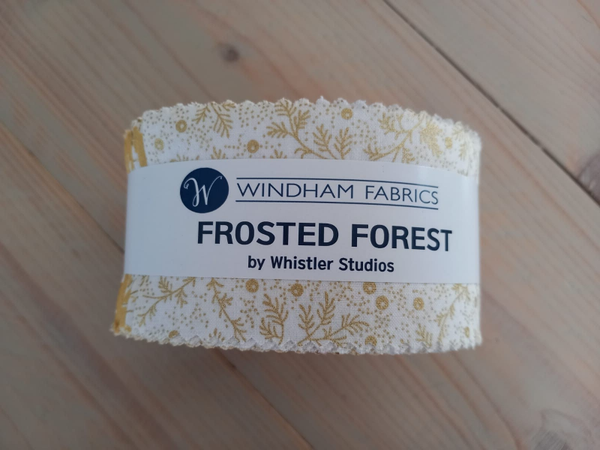 W WINDHAM FABRICS
FROSTED FOREST
by Whistler Studios